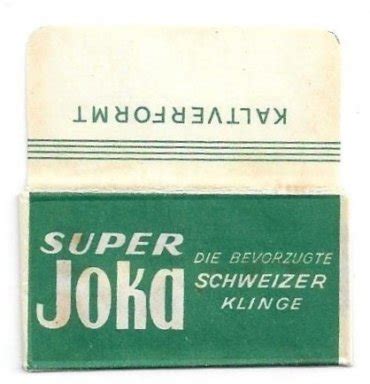 KALTVERFORMT
SUPER
JOKA
DIE BEVORZUGTE
SCHWEIZER
KLINGE